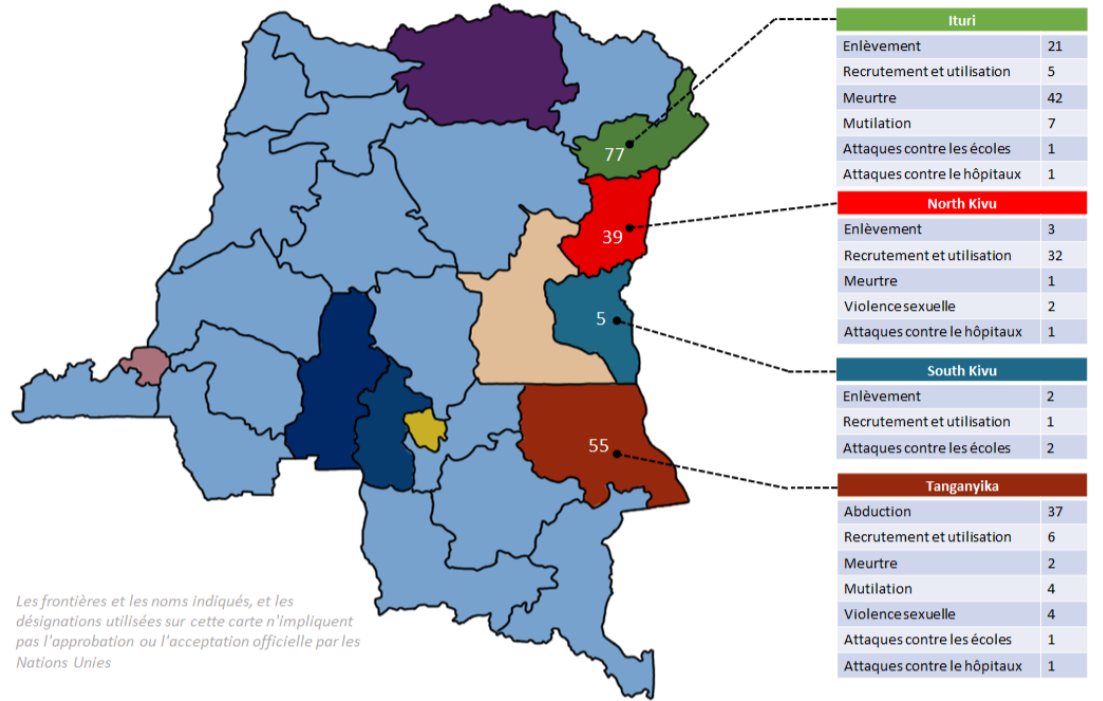 Ituri
Enlèvement 21
Recrutement et utilisation 5
Meurtre 42
Mutilation 7
Attaques contre les écoles 1
Attaques contre le hôpitaux 1
North Kivu
Enlèvement 3
Recrutement et utilisation 32
Meurtre 1
Violence sexuelle 2
Attaques contre le hôpitaux 1
South Kivu
Enlèvement 2
Recrutement et utilisation 1
Attaques contre les écoles 2
Tanganyika
Abduction 37
Recrutement et utilisation 6
Meurtre 2
Mutilation 4
Violence sexuelle 4
Attaques contre les écoles 1
Attaques contre le hôpitaux 1
77
39
5
55
Les frontières et les noms indiqués, et les
désignations utilisées sur cette carte n'impliquent
pas l'approbation ou l'acceptation officielle par les
Nations Unies